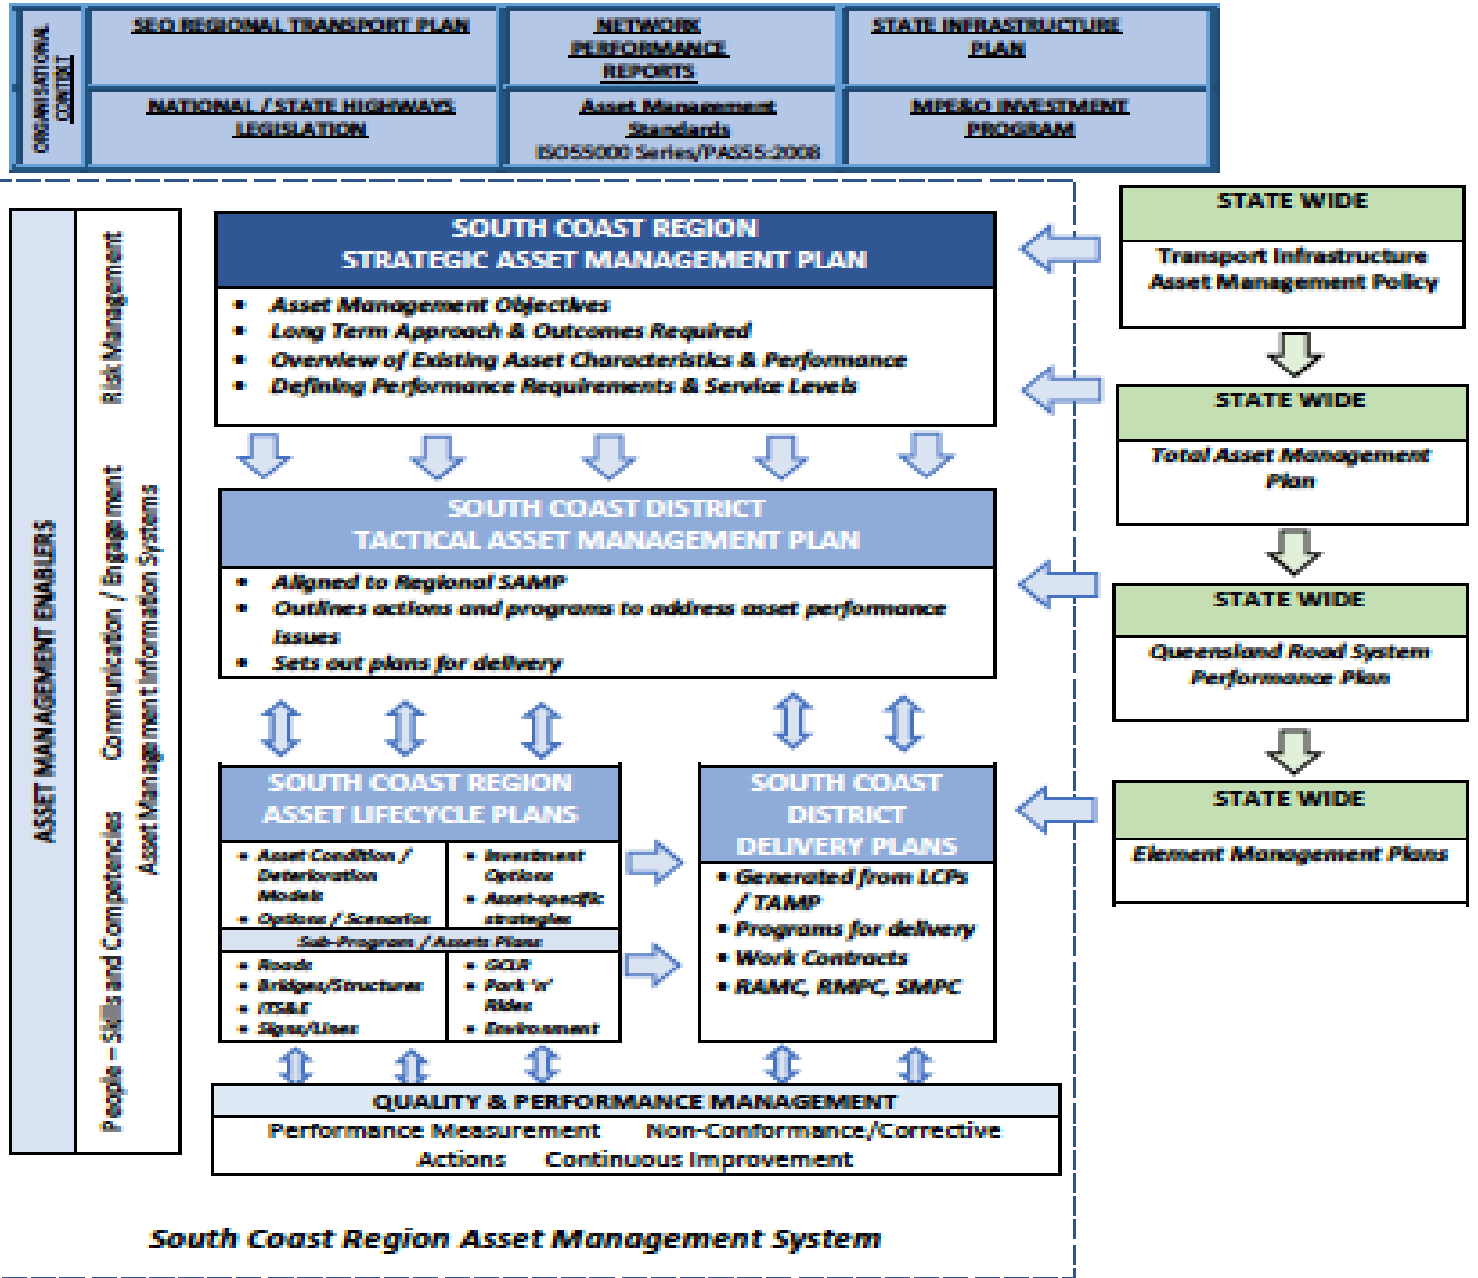 ORGANISATIONAL
CONTEXT
SEQ REGIONAL TRANSPORT PLAN
NETWORK
PERFORMANCE
REPORTS
STATE INFRASTRUCTURE
PLAN
NATIONAL / STATE HIGHWAYS
LEGISLATION
Asset Management
Standards
ISO55000 Series/PAS55:2008
MPE&O INVESTMENT
PROGRAM
ASSET MANAGEMENT ENABLERS
People – Skills and Competencies Communication / Engagement Risk Management
Asset Management Information Systems
SOUTH COAST REGION
STRATEGIC ASSET MANAGEMENT PLAN
• Asset Management Objectives
• Long Term Approach & Outcomes Required
• Overview of Existing Asset Characteristics & Performance
• Defining Performance Requirements & Service Levels
SOUTH COAST DISTRICT
TACTICAL ASSET MANAGEMENT PLAN
• Aligned to Regional SAMP
• Outlines actions and programs to address asset performance
issues
• Sets out plans for delivery
SOUTH COAST REGION
ASSET LIFECYCLE PLANS
• Asset Condition /
Deterioration
Models
• Options / Scenarios
• Investment
Options
• Asset-specific
strategies
Sub-Program / Assets Plans
• Roads
• Bridges/Structures
• ITS&E
• Signs/Lines
• GCLR
• Park 'n'
Rides
• Environment
SOUTH COAST
DISTRICT
DELIVERY PLANS
• Generated from LCPs
/ TAMP
• Programs for delivery
• Work Contracts
• RAMC, RMPC, SMPC
QUALITY & PERFORMANCE MANAGEMENT
Performance Measurement Non-Conformance/Corrective
Actions Continuous Improvement
South Coast Region Asset Management System
STATE WIDE
Transport Infrastructure
Asset Management Policy
STATE WIDE
Total Asset Management
Plan
STATE WIDE
Queensland Road System
Performance Plan
STATE WIDE
Element Management Plans